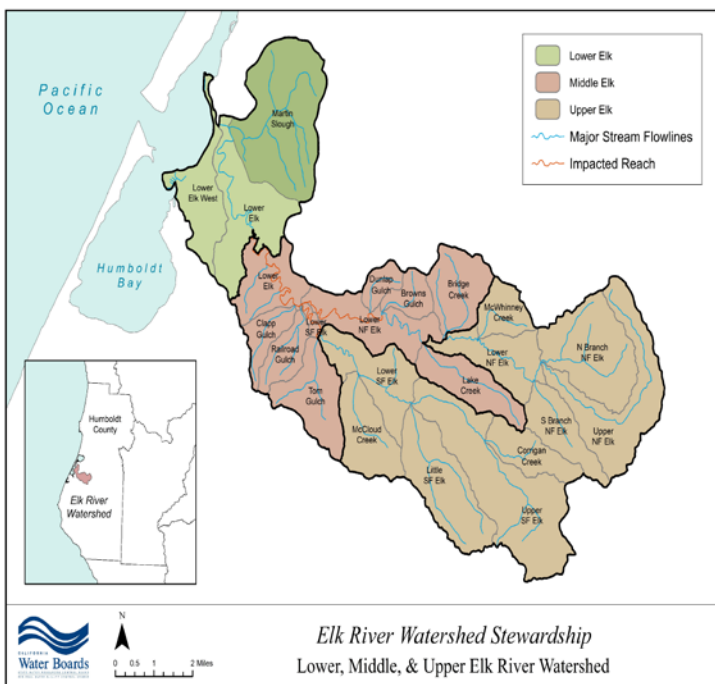 Pacific
Ocean
Humboldt
Bay
Lower Elk
Middle Elk
Upper Elk
Major Stream Flowlines
Impacted Reach
Martin
Slough
Lower
Elk West
Lower
Elk
Lower
Elk
Clapp
Gulch
Railroad
Gulch
Tom
Gulch
Lower
SF Elk
Dunlap
Gulch
Browns
Gulch
Bridge
Creek
Lower
NF Elk
Lake
Creek
McWhinney
Creek
Lower
NF Elk
N Branch
NF Elk
Upper
NF Elk
S Branch
NF Elk
Lower
SF Elk
McCloud
Creek
Corrigan
Creek
Little
SF Elk
Upper
SF Elk
Humboldt
County
Elk River
Watershed
CALIFORNIA
Water Boards
N
0 0.5 1 2 Miles
Elk River Watershed Stewardship
Lower, Middle, & Upper Elk River Watershed